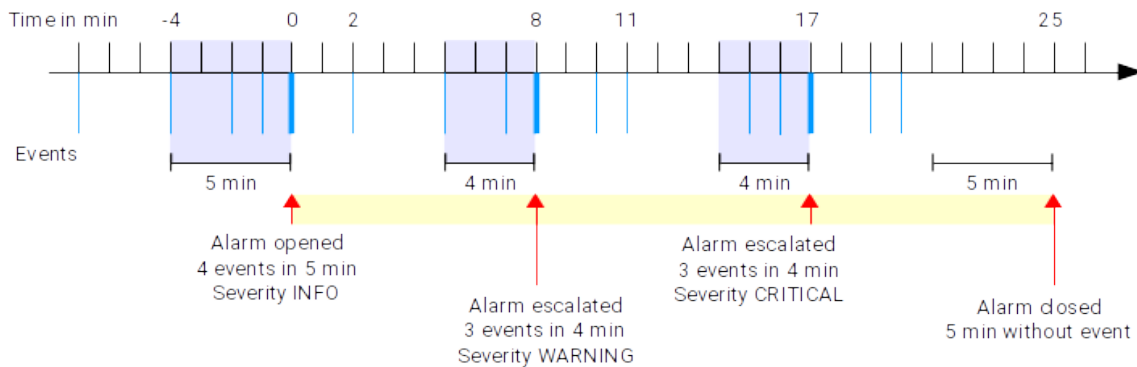 Time in min -4 0 2 8 11 17 25
Events
5 min 4 min 4 min 5 min
Alarm opened
4 events in 5 min
Severity INFO
Alarm escalated
3 events in 4 min
Severity WARNING
Alarm escalated
3 events in 4 min
Severity CRITICAL
Alarm closed
5 min without event